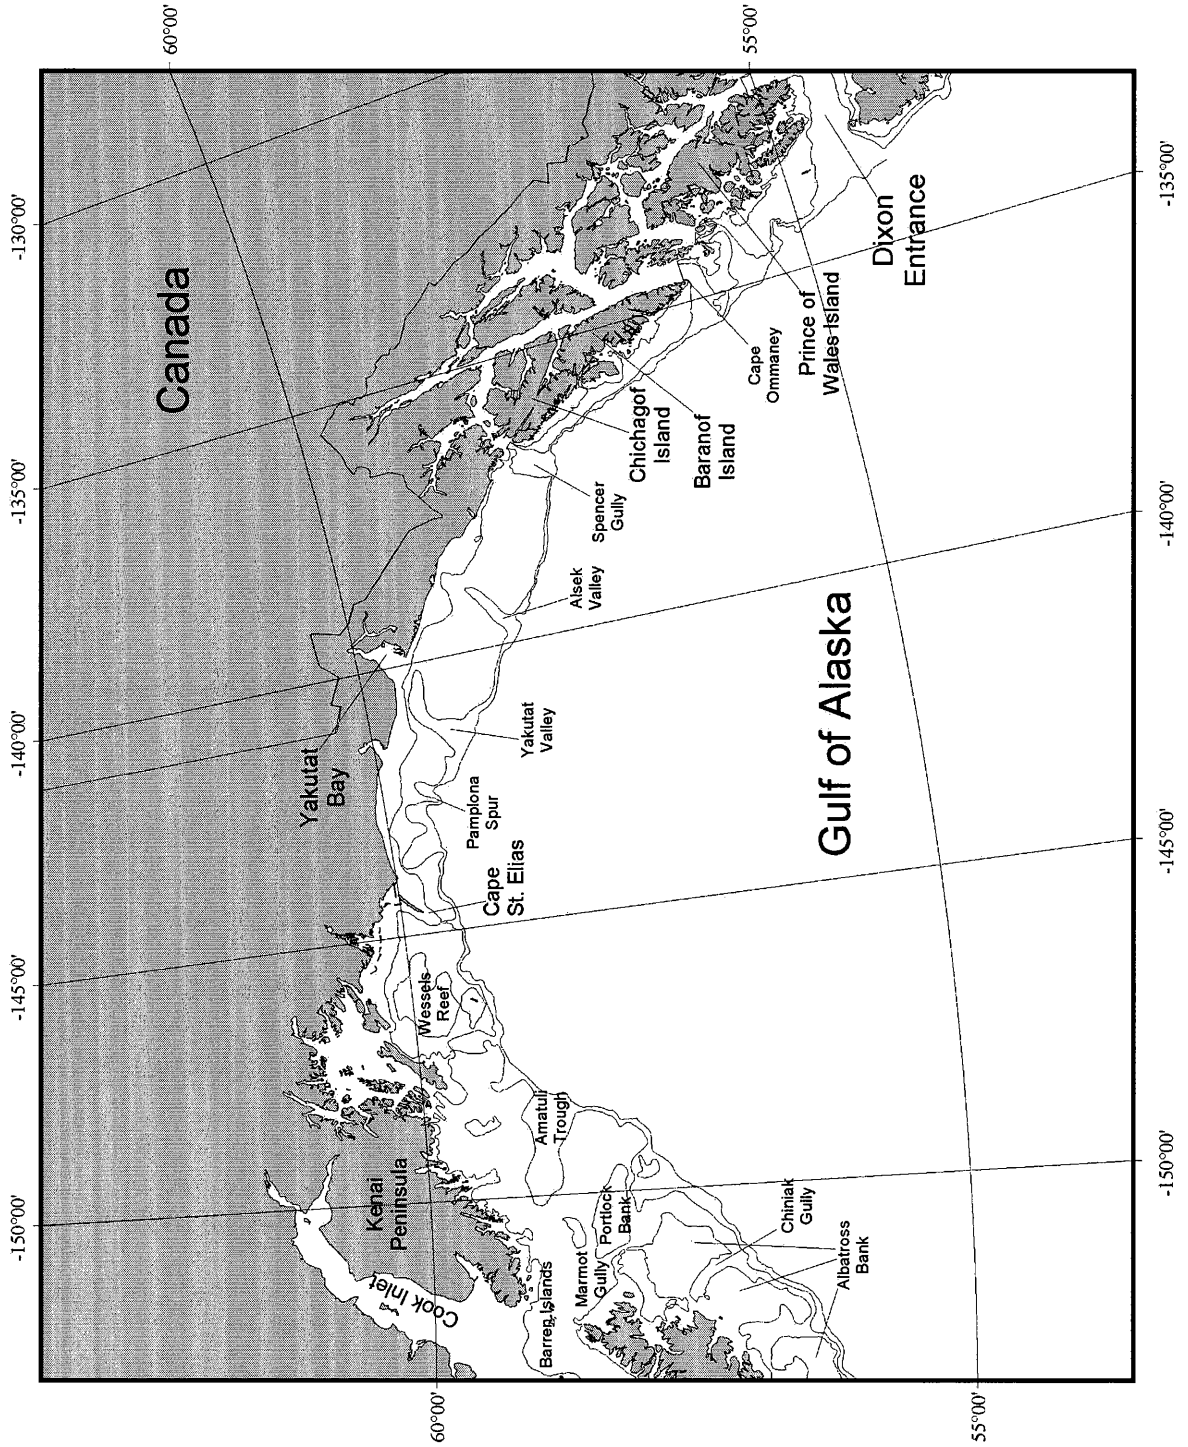 -150°00'
-145°00'
-140°00'
-135°00'
-130°00'
60°00'
60°00'
55°00'
55°00'
-150°00'
-145°00'
-140°00'
-135°00'
Canada
Yakutat
Bay
Kenai
Peninsula
Cook Inlet
Cape
St. Elias
Pamplona
Spur
Yakutat
Valley
Alsek
Valley
Spencer
Gully
Chichagof
Island
Baranof
Island
Cape
Ommaney
Prince of
Wales Island
Dixon
Entrance
Wessels
Reef
Amatuli
Trough
Portlock
Bank
Marmot
Gully
Barren Islands
Chiniak
Gully
Albatross
Bank
Gulf of Alaska